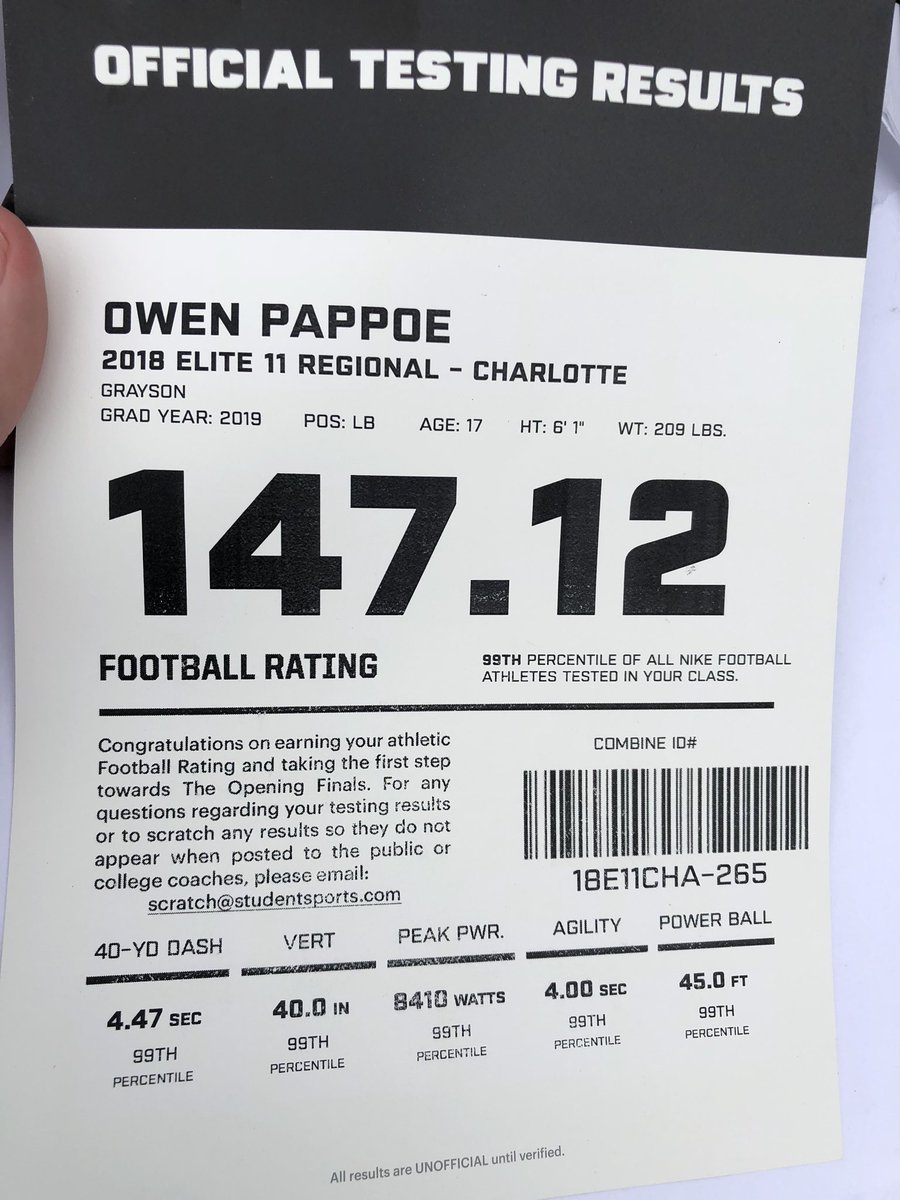 OFFICIAL TESTING RESULTS
OWEN PAPPOE
2018 ELITE 11 REGIONAL - CHARLOTTE
GRAYSON
GRAD YEAR: 2019 POS: LB AGE: 17 HT: 6' 1" WT: 209 LBS.
147.12
FOOTBALL RATING
99TH PERCENTILE OF ALL NIKE FOOTBALL
ATHLETES TESTED IN YOUR CLASS.
Congratulations on earning your athletic
Football Rating and taking the first step
towards The Opening Finals. For any
questions regarding your testing results
or to scratch any results so they do not
appear when posted to the public or
college coaches, please email:
scratch@studentsports.com
COMBINE ID#
18E11CHA-265
40-YD DASH VERT PEAK PWR. AGILITY POWER BALL
4.47 SEC 40.0 IN 8410 WATTS 4.00 SEC 45.0 FT
99TH 99TH 99TH 99TH 99TH
PERCENTILE PERCENTILE PERCENTILE PERCENTILE PERCENTILE
All results are UNOFFICIAL until verified.